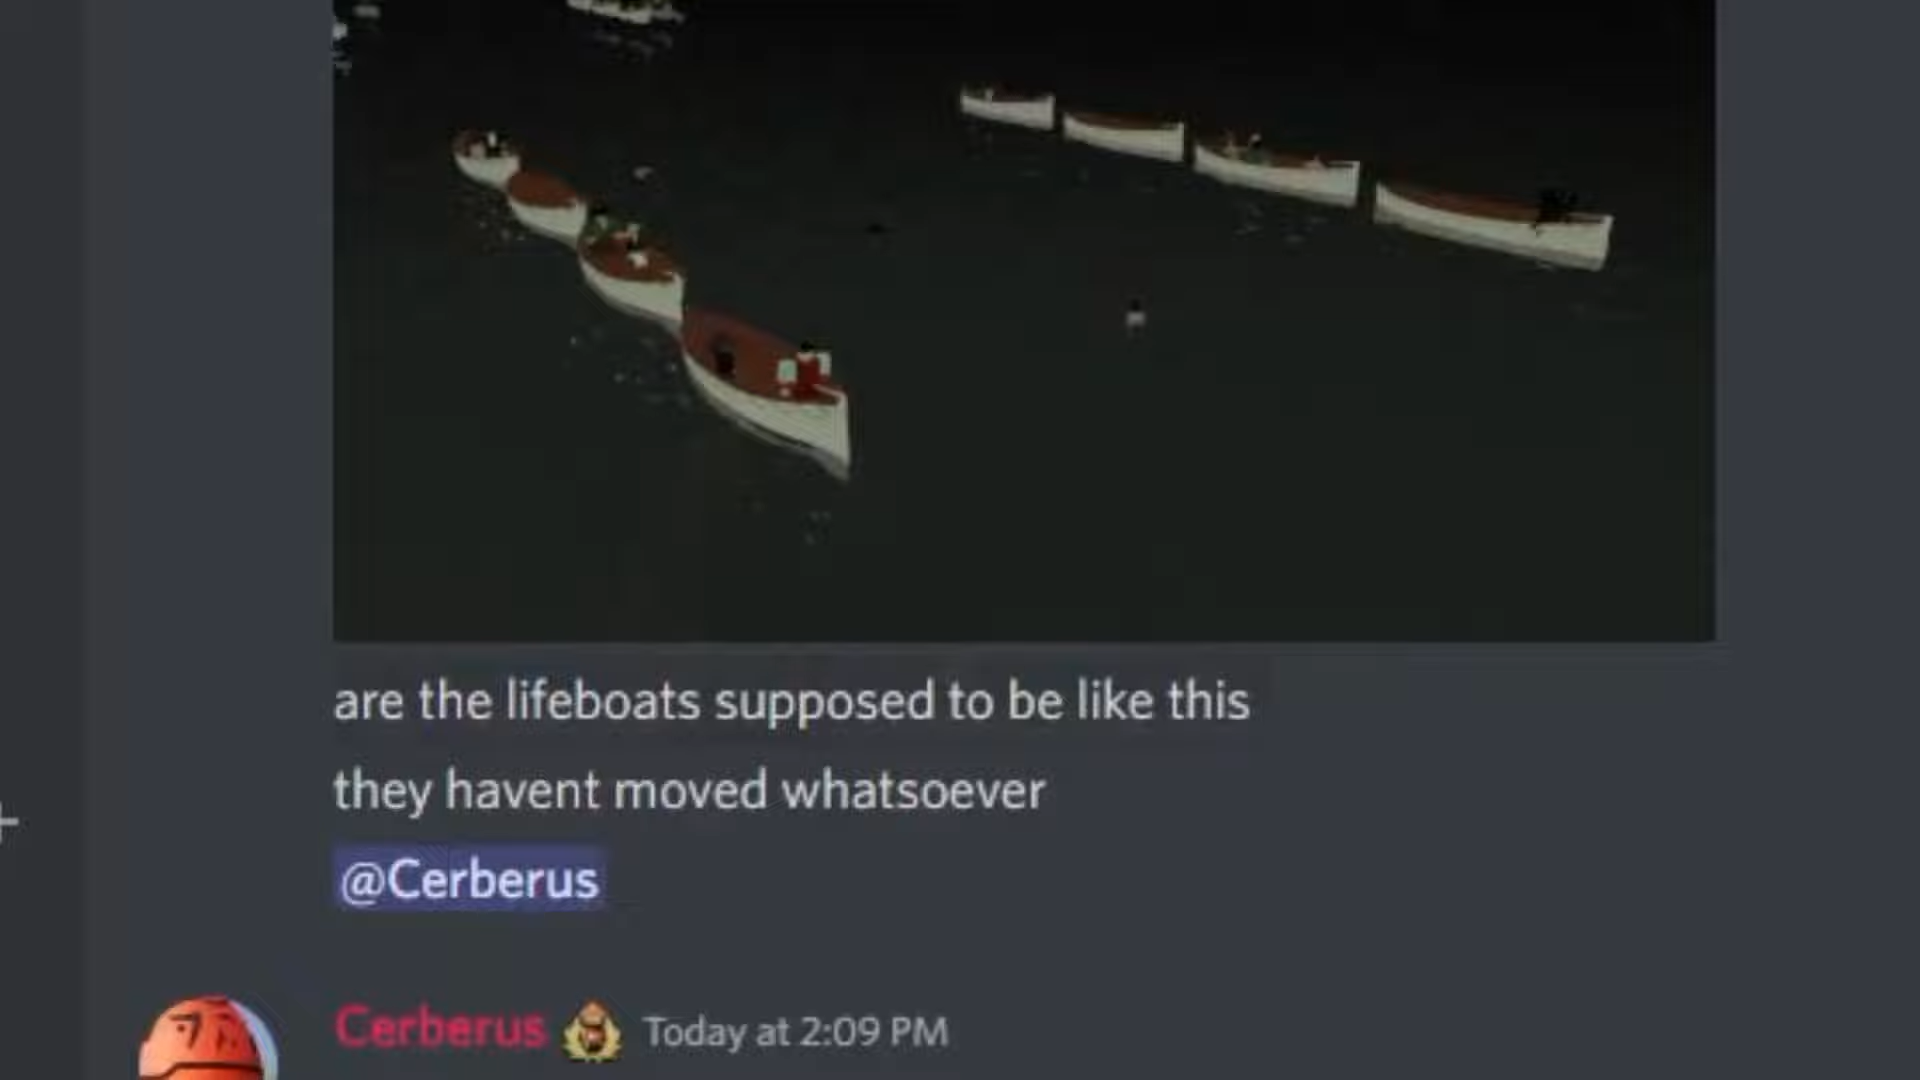 are the lifeboats supposed to be like this
they havent moved whatsoever
@Cerberus
Cerberus Today at 2:09 PM